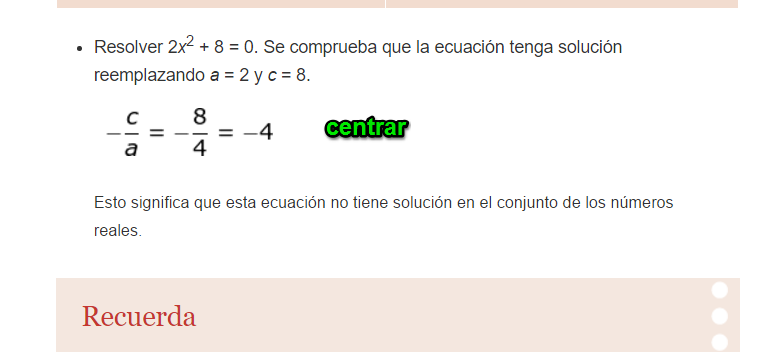 • Resolver 2x² + 8 = 0. Se comprueba que la ecuación tenga solución
reemplazando a = 2 y c = 8.
−c/a = −8/4 = −4 centrar
Esto significa que esta ecuación no tiene solución en el conjunto de los números
reales.
Recuerda